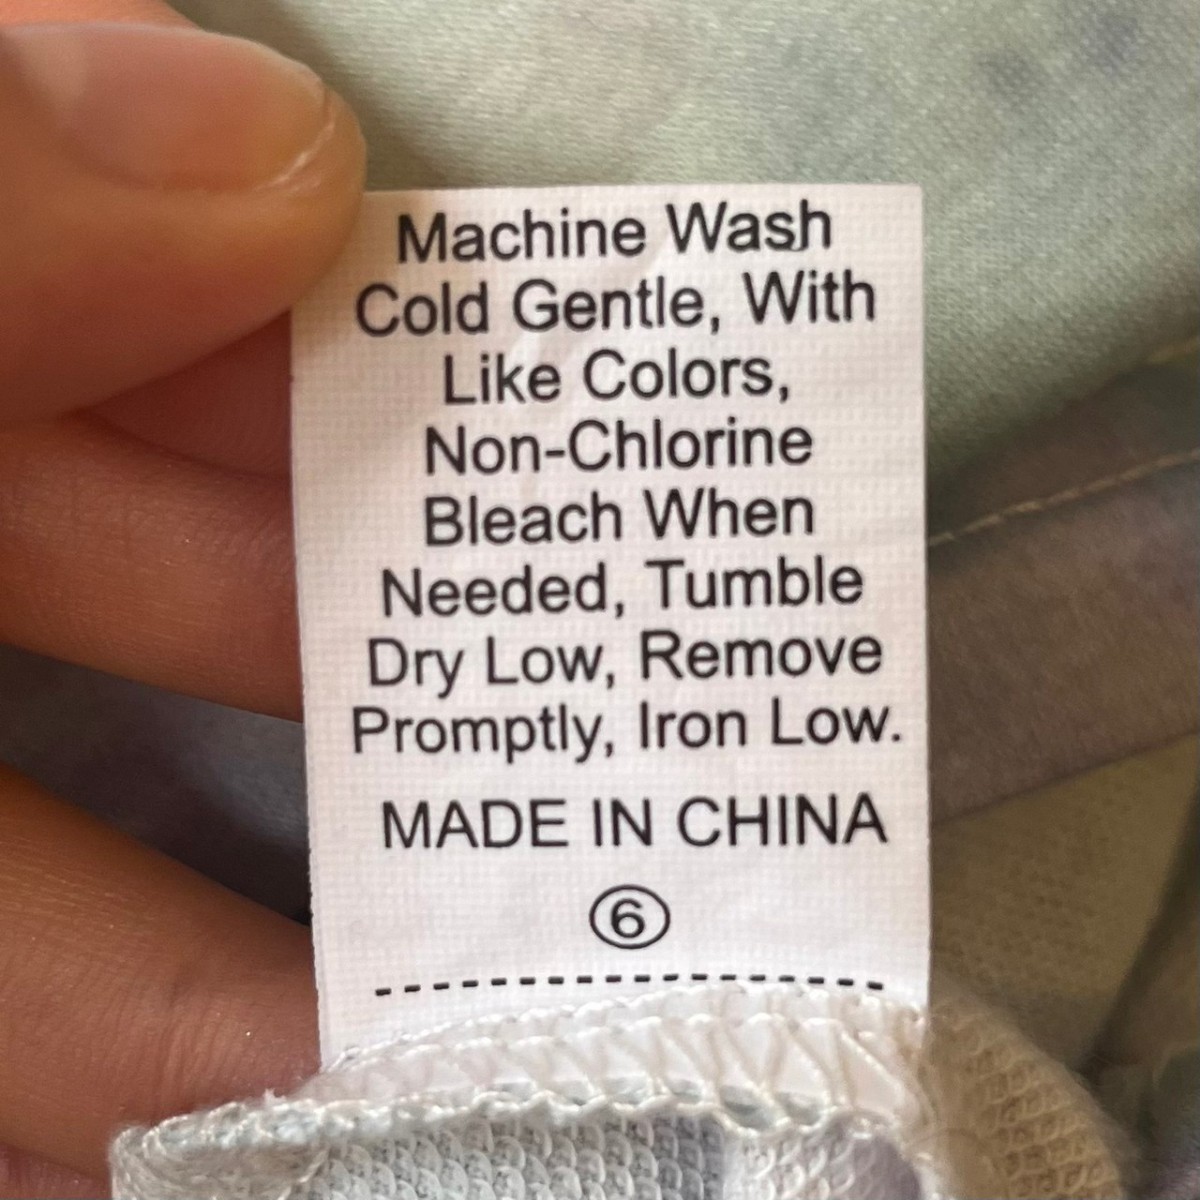 Machine Wash
Cold Gentle, With
Like Colors,
Non-Chlorine
Bleach When
Needed, Tumble
Dry Low, Remove
Promptly, Iron Low.
MADE IN CHINA
6